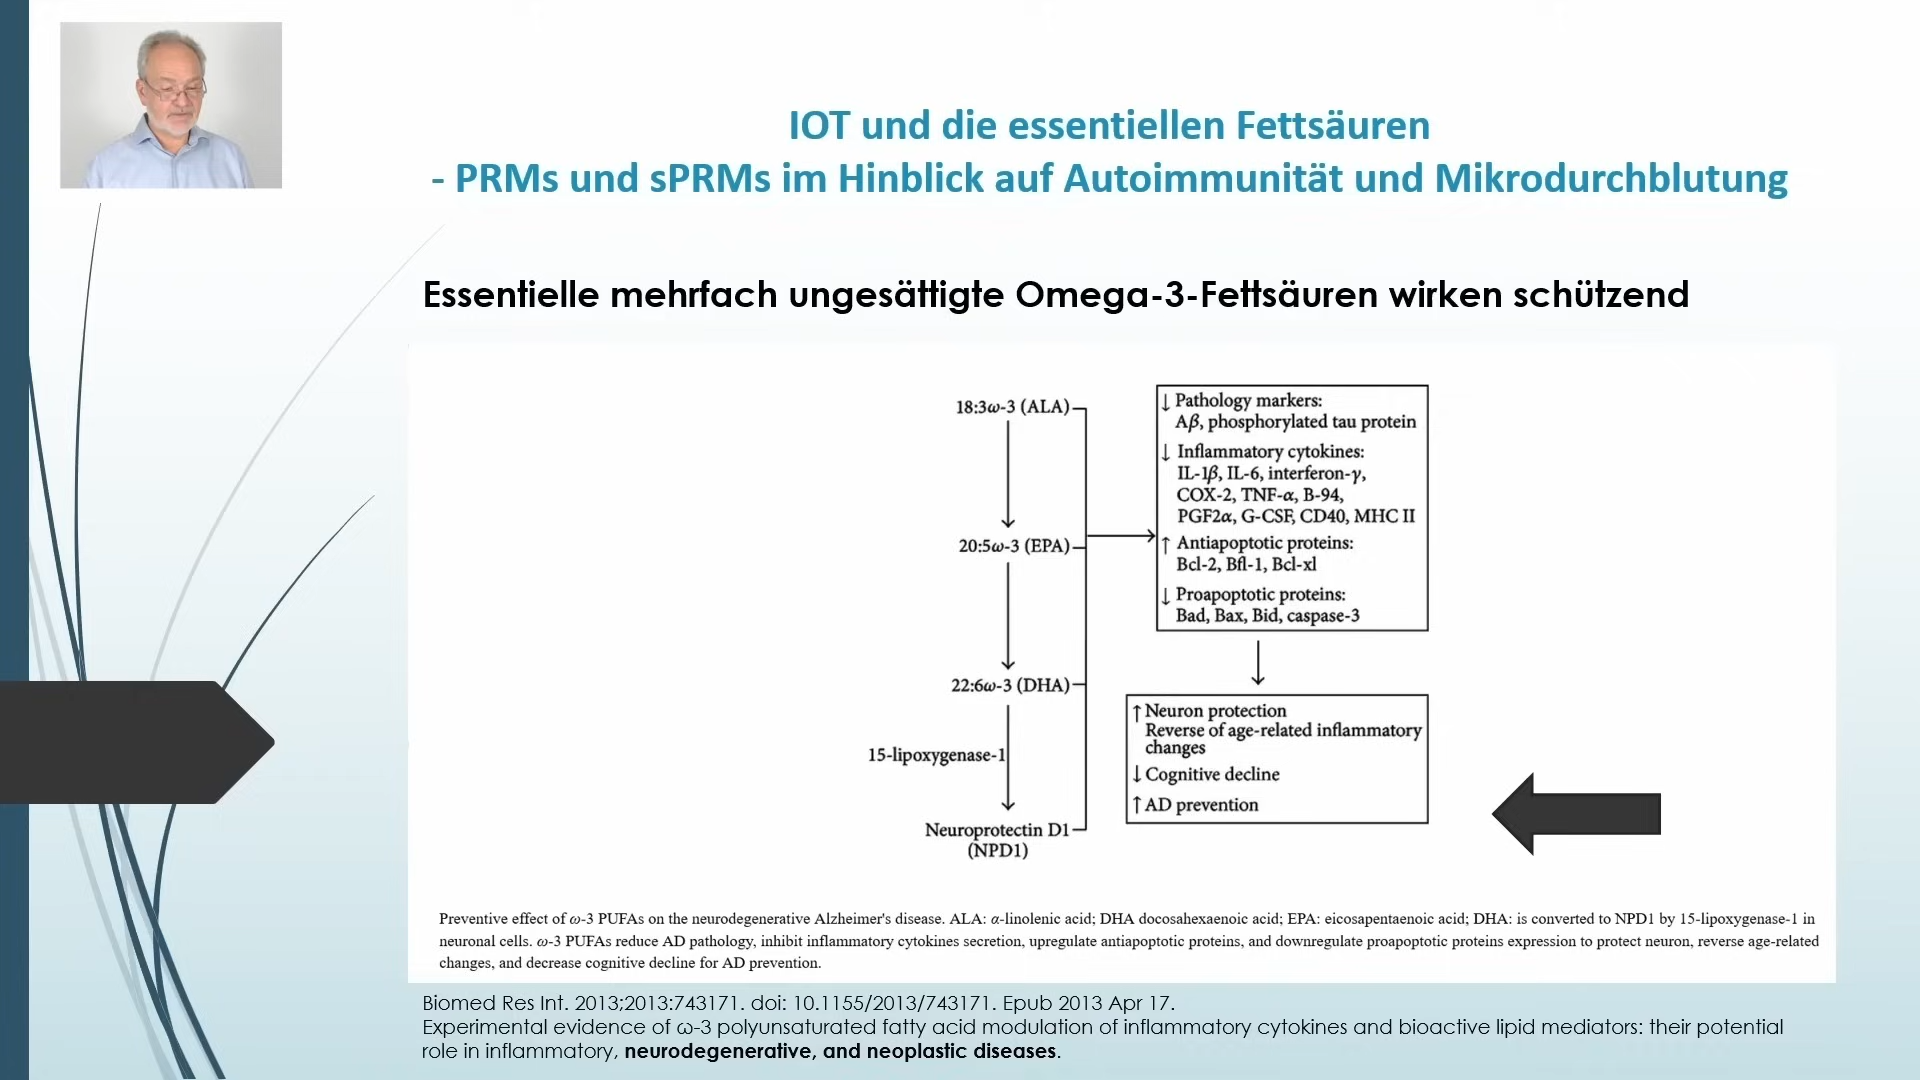 IOT und die essentiellen Fettsäuren
- PRMs und sPRMs im Hinblick auf Autoimmunität und Mikrodurchblutung
Essentielle mehrfach ungesättigte Omega-3-Fettsäuren wirken schützend
18:3ω-3 (ALA)
20:5ω-3 (EPA)
22:6ω-3 (DHA)
15-lipoxygenase-1
Neuroprotectin D1
(NPD1)
↓ Pathology markers:
Aβ, phosphorylated tau protein
↓ Inflammatory cytokines:
IL-1β, IL-6, interferon-γ,
COX-2, TNF-α, B-94,
PGF2α, G-CSF, CD40, MHC II
↑ Antiapoptotic proteins:
Bcl-2, Bfl-1, Bcl-xl
↓ Proapoptotic proteins:
Bad, Bax, Bid, caspase-3
↑ Neuron protection
Reverse of age-related inflammatory
changes
↓ Cognitive decline
↑ AD prevention
Preventive effect of ω-3 PUFAs on the neurodegenerative Alzheimer's disease. ALA: α-linolenic acid; DHA docosahexaenoic acid; EPA: eicosapentaenoic acid; DHA: is converted to NPD1 by 15-lipoxygenase-1 in
neuronal cells. ω-3 PUFAs reduce AD pathology, inhibit inflammatory cytokines secretion, upregulate antiapoptotic proteins, and downregulate proapoptotic proteins expression to protect neuron, reverse age-related
changes, and decrease cognitive decline for AD prevention.
Biomed Res Int. 2013;2013:743171. doi: 10.1155/2013/743171. Epub 2013 Apr 17.
Experimental evidence of ω-3 polyunsaturated fatty acid modulation of inflammatory cytokines and bioactive lipid mediators: their potential
role in inflammatory, neurodegenerative, and neoplastic diseases.